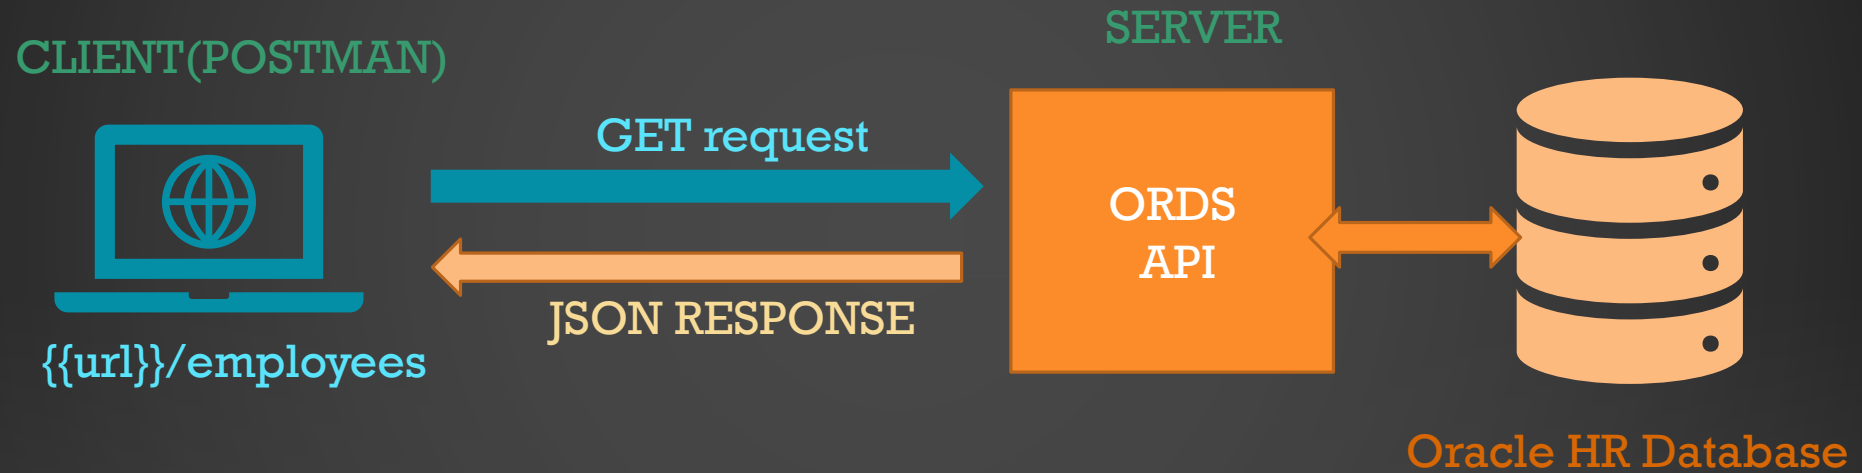 CLIENT(POSTMAN)
SERVER
GET request
ORDS
API
JSON RESPONSE
{{url}}/employees
Oracle HR Database